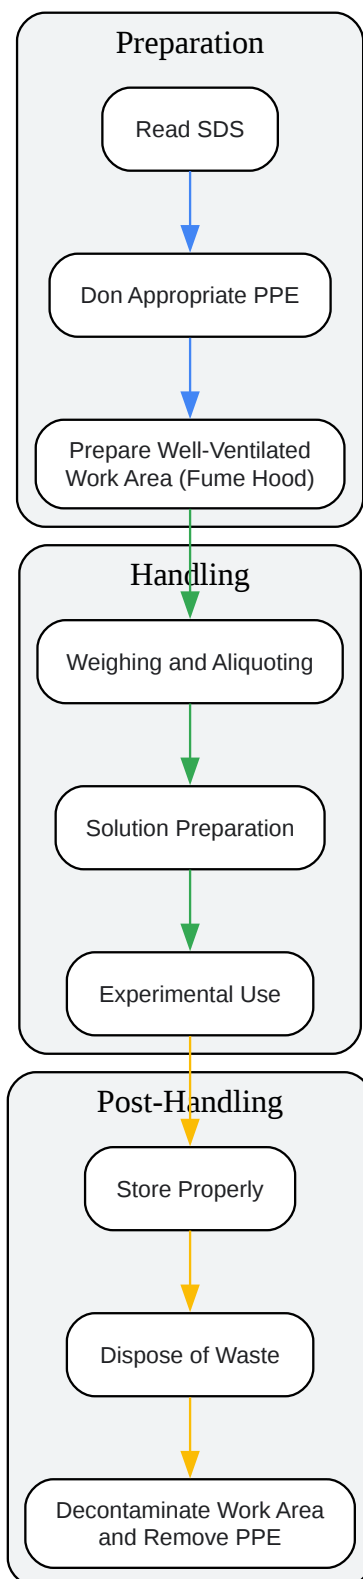 Preparation
Read SDS
Don Appropriate PPE
Prepare Well-Ventilated
Work Area (Fume Hood)
Handling
Weighing and Aliquoting
Solution Preparation
Experimental Use
Post-Handling
Store Properly
Dispose of Waste
Decontaminate Work Area
and Remove PPE